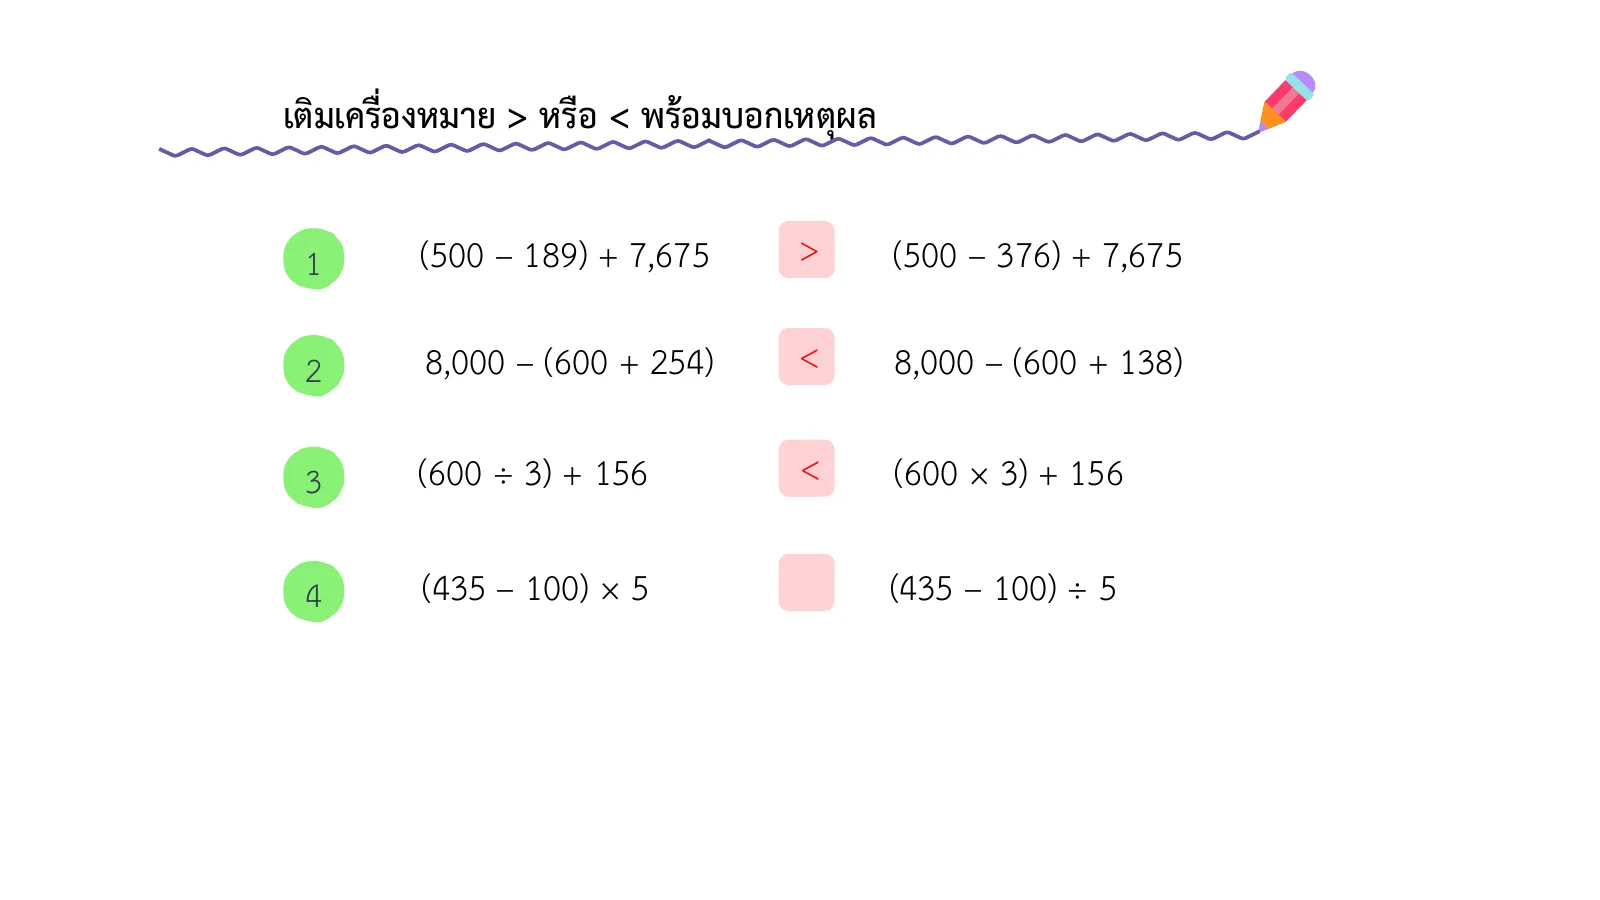 เติมเครื่องหมาย > หรือ < พร้อมบอกเหตุผล
1 (500 – 189) + 7,675 > (500 – 376) + 7,675
2 8,000 – (600 + 254) < 8,000 – (600 + 138)
3 (600 ÷ 3) + 156 < (600 × 3) + 156
4 (435 – 100) × 5 (435 – 100) ÷ 5